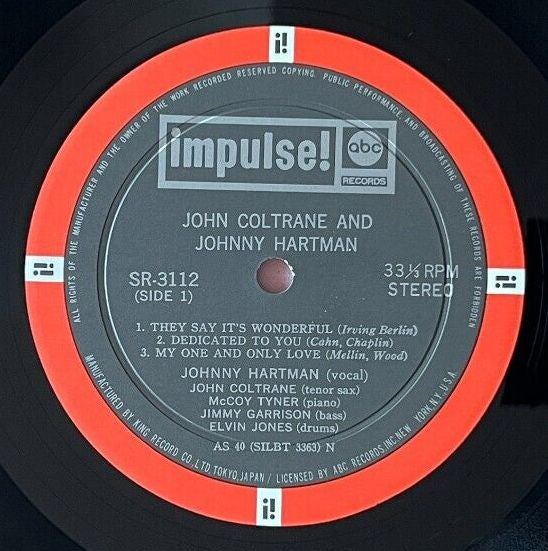 ALL RIGHTS OF THE MANUFACTURER AND THE OWNER OF THE WORK RECORDED RESERVED COPYING. PUBLIC PERFORMANCE AND BROADCASTING OF THESE RECORDS ARE FORBIDDEN
i!
impulse!
abc
RECORDS
JOHN COLTRANE AND
JOHNNY HARTMAN
i!
SR-3112
(SIDE 1)
33 1/3 RPM
STEREO
i!
1. THEY SAY IT'S WONDERFUL (Irving Berlin)
2. DEDICATED TO YOU (Cahn, Chaplin)
3. MY ONE AND ONLY LOVE (Mellin, Wood)
JOHNNY HARTMAN (vocal)
JOHN COLTRANE (tenor sax)
McCOY TYNER (piano)
JIMMY GARRISON (bass)
ELVIN JONES (drums)
AS 40 (SILBT 3363) N
MANUFACTURED BY KING RECORD CO., LTD, TOKYO, JAPAN / LICENSED BY ABC RECORDS, INC. NEW YORK, N.Y. U.S.A.
i!